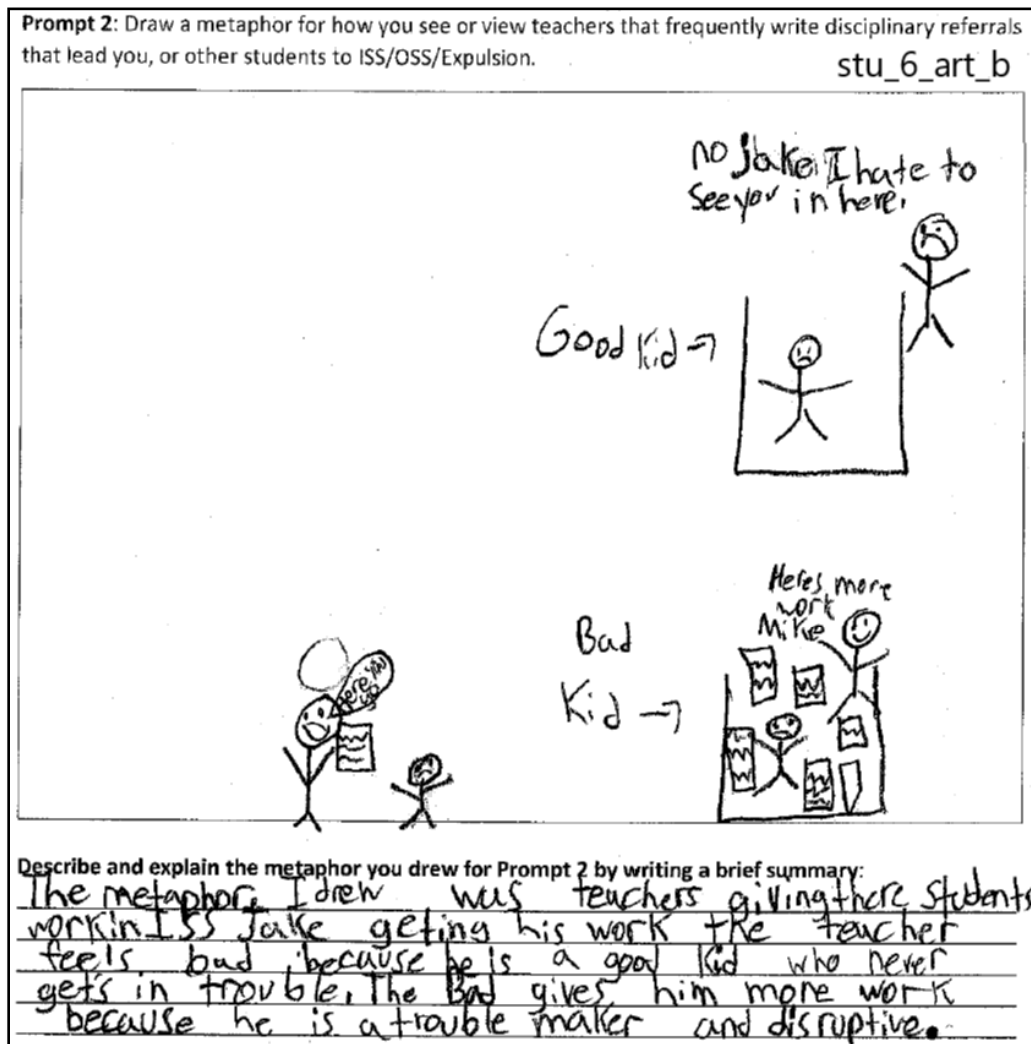 Prompt 2: Draw a metaphor for how you see or view teachers that frequently write disciplinary referrals
that lead you, or other students to ISS/OSS/Expulsion.
stu_6_art_b
no Jake I hate to
see you in here.
Good kid →
Heres more
work
Mike
Bad
Kid →
Here you
go
Describe and explain the metaphor you drew for Prompt 2 by writing a brief summary:
The metaphor, I drew was teachers giving there students
work in ISS Jake geting his work the teacher
feel's bad, because he is a good kid who never
get's in trouble. The Bad gives him more work
because he is a trouble maker and disruptive.